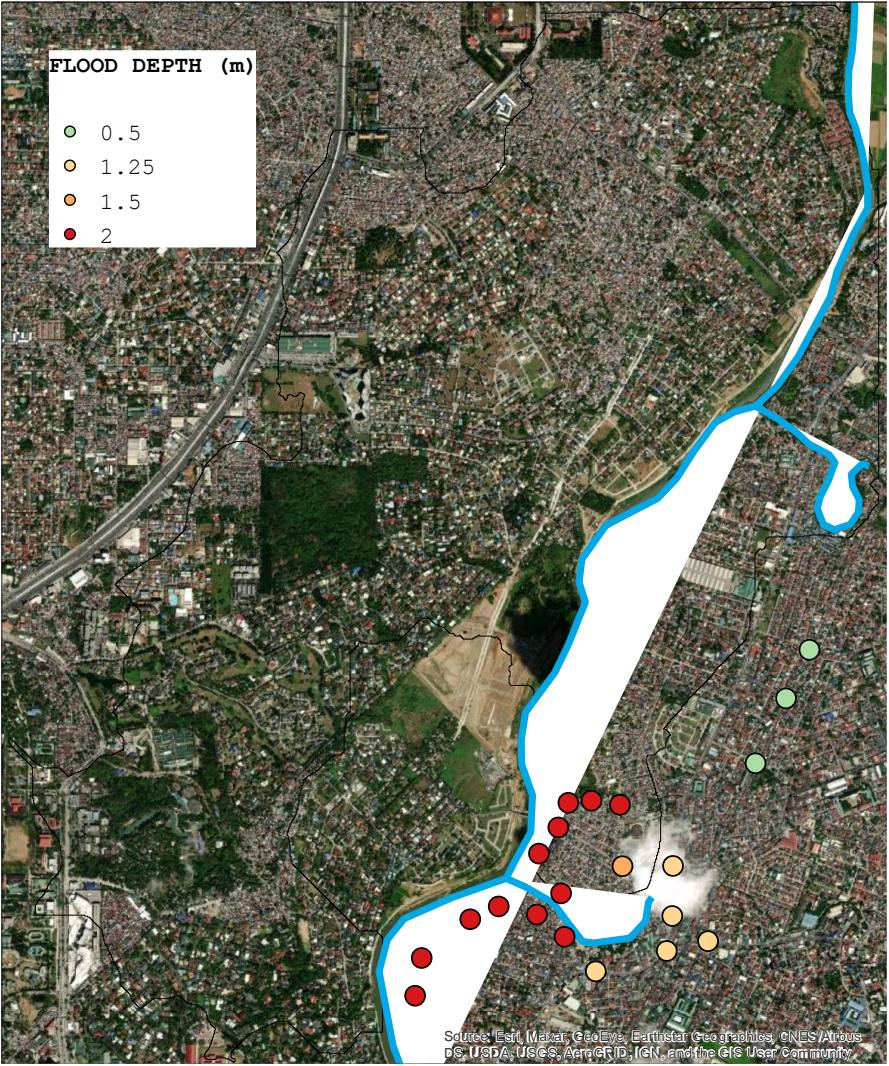 FLOOD DEPTH (m)
0.5
1.25
1.5
2
Source: Esri, Maxar, GeoEye, Earthstar Geographics, CNES/Airbus
DS, USDA, USGS, AeroGRID, IGN, and the GIS User Community